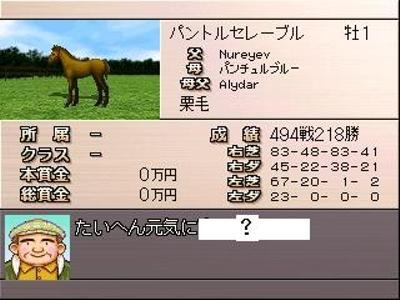 パントルセレーブル 牡1
父 Nureyev
母 パンチュルブルー
母父 Alydar
栗毛
所属 - 成績 494戦218勝
クラス - 右芝 83-48-83-41
本賞金 0万円 右ダ 45-22-38-21
総賞金 0万円 左芝 67-20- 1- 2
左ダ 23- 0- 0- 0
たいへん元気に ?